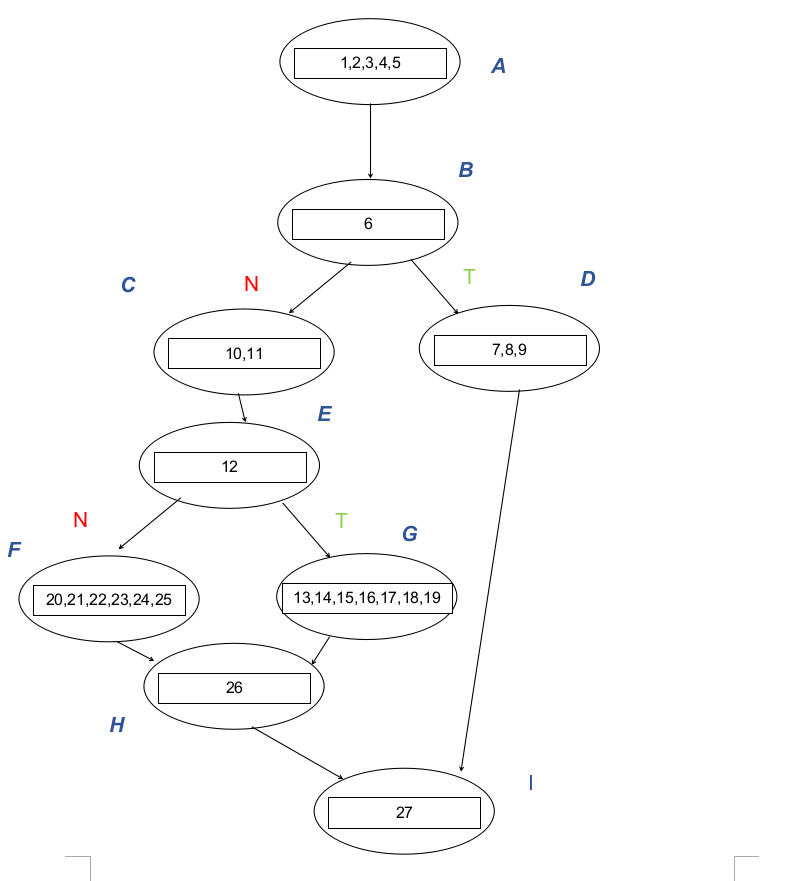 1,2,3,4,5
A
B
6
C
N
T
D
10,11
7,8,9
E
12
N
T
G
F
20,21,22,23,24,25
13,14,15,16,17,18,19
26
H
I
27